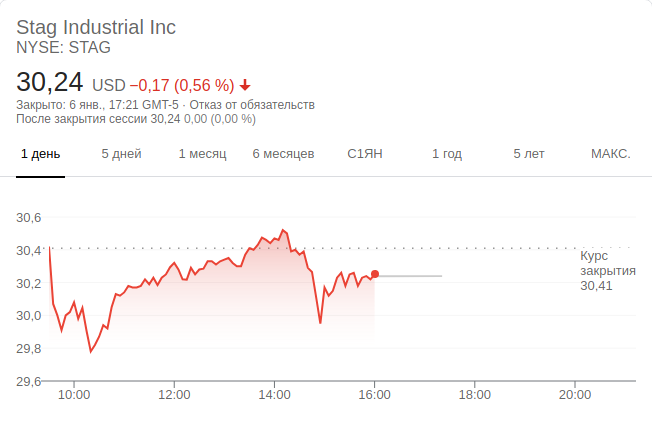 Stag Industrial Inc
NYSE: STAG
30,24 USD −0,17 (0,56 %)
Закрыто: 6 янв., 17:21 GMT-5 · Отказ от обязательств
После закрытия сессии 30,24 0,00 (0,00 %)
1 день 5 дней 1 месяц 6 месяцев С1ЯН 1 год 5 лет МАКС.
30,6
30,4
30,2
30,0
29,8
29,6
Курс
закрытия
30,41
10:00 12:00 14:00 16:00 18:00 20:00